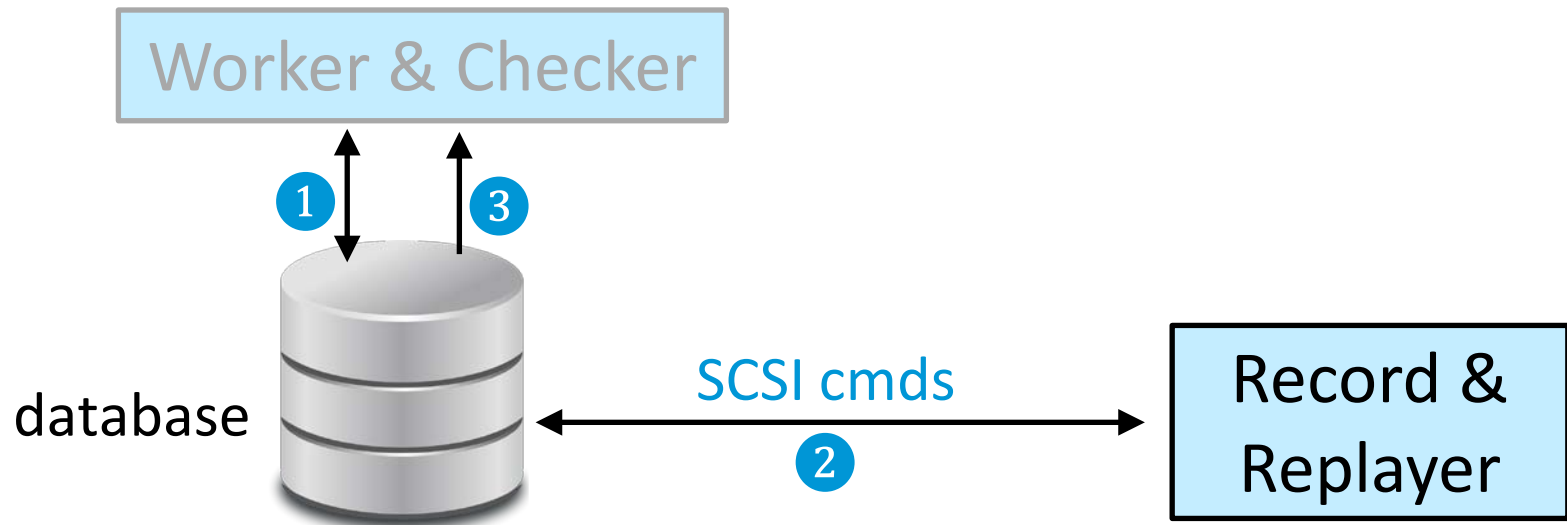 Worker & Checker
1
3
SCSI cmds
database
2
Record &
Replayer